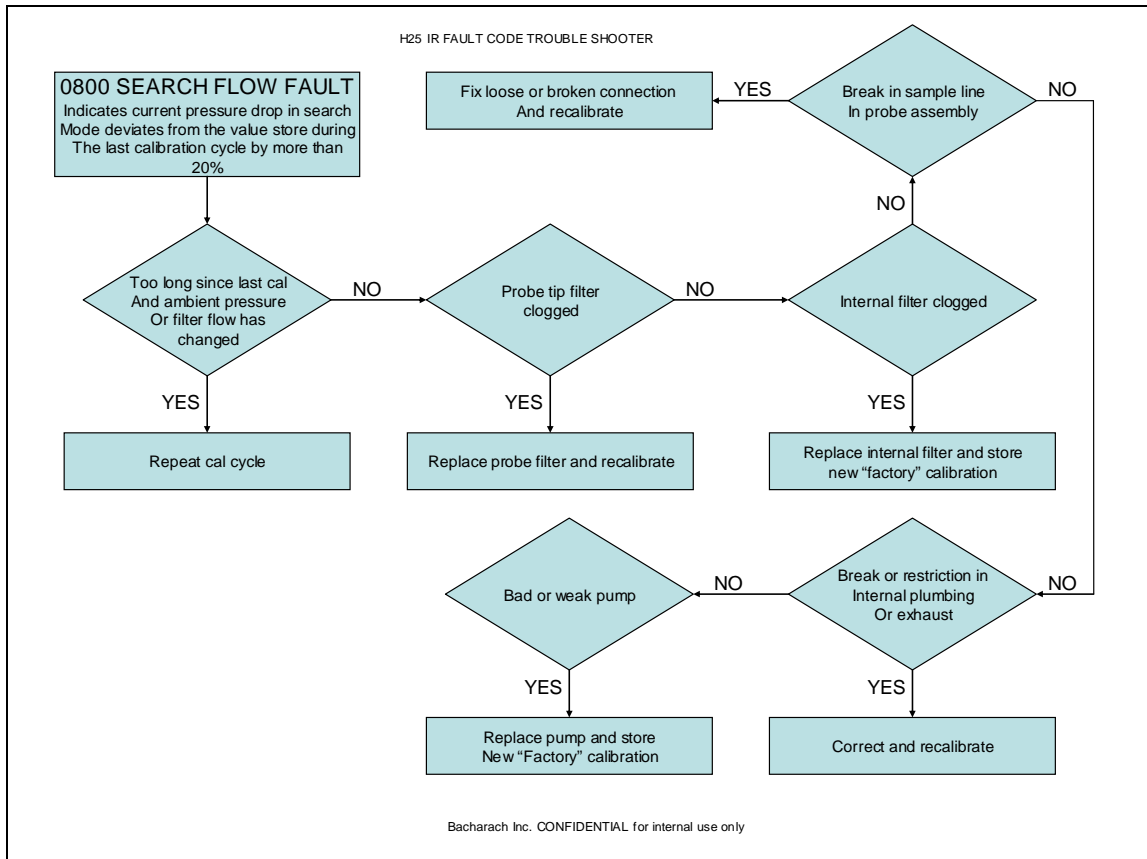 H25 IR FAULT CODE TROUBLE SHOOTER
0800 SEARCH FLOW FAULT
Indicates current pressure drop in search
Mode deviates from the value store during
The last calibration cycle by more than
20%
Fix loose or broken connection
And recalibrate
YES
Break in sample line
In probe assembly
NO
NO
Too long since last cal
And ambient pressure
Or filter flow has
changed
NO
Probe tip filter
clogged
NO
Internal filter clogged
YES
YES
YES
Repeat cal cycle
Replace probe filter and recalibrate
Replace internal filter and store
new “factory” calibration
Bad or weak pump
NO
Break or restriction in
Internal plumbing
Or exhaust
NO
YES
YES
Replace pump and store
New “Factory” calibration
Correct and recalibrate
Bacharach Inc. CONFIDENTIAL for internal use only